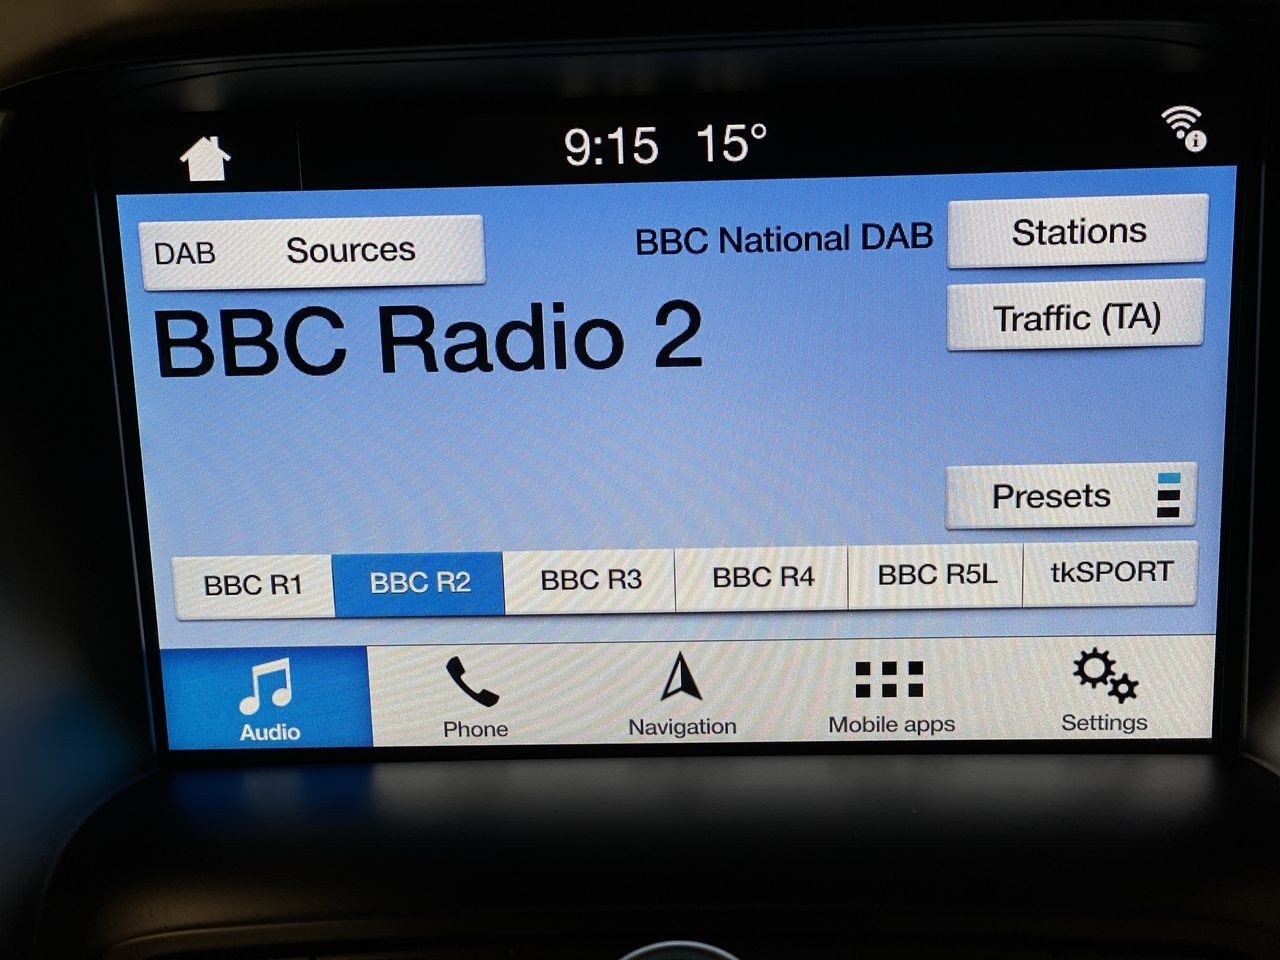 9:15 15°
DAB Sources
BBC National DAB
Stations
BBC Radio 2
Traffic (TA)
Presets
BBC R1 BBC R2 BBC R3 BBC R4 BBC R5L tkSPORT
Audio Phone Navigation Mobile apps Settings